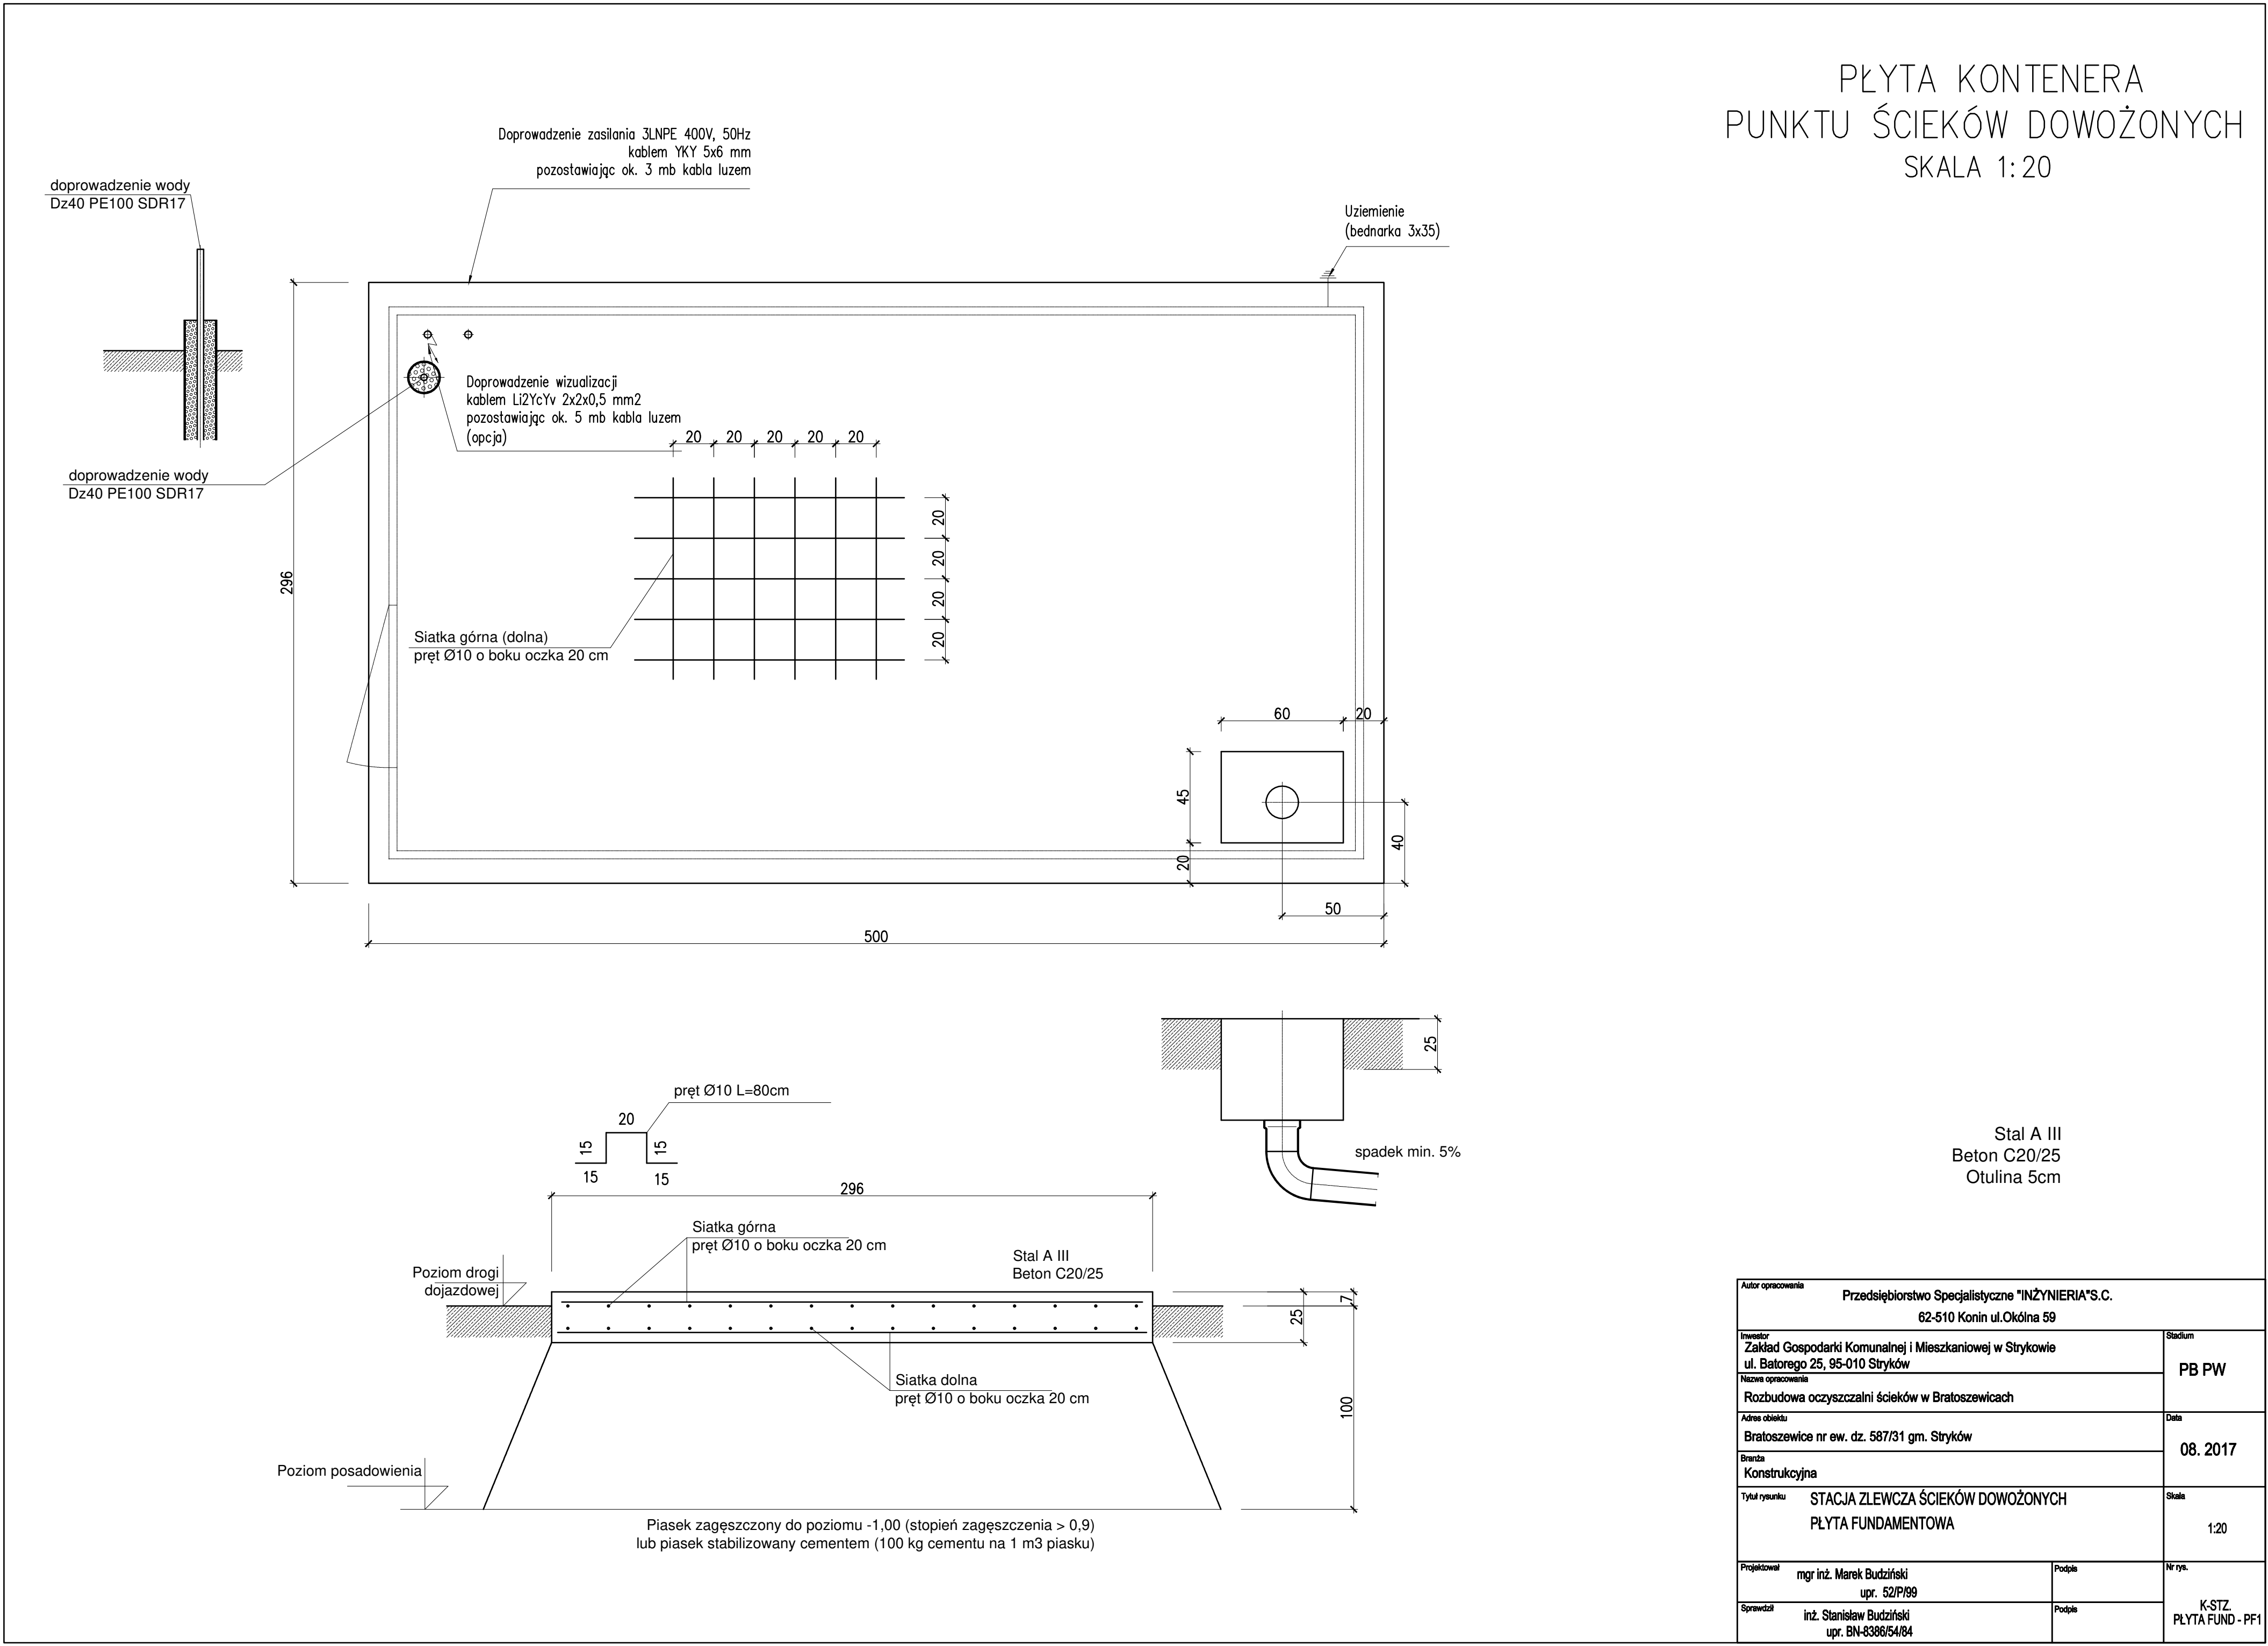 PŁYTA KONTENERA
PUNKTU ŚCIEKÓW DOWOŻONYCH
SKALA 1:20
Doprowadzenie zasilania 3LNPE 400V, 50Hz
kablem YKY 5x6 mm
pozostawiając ok. 3 mb kabla luzem
doprowadzenie wody
Dz40 PE100 SDR17
Uziemienie
(bednarka 3x35)
Doprowadzenie wizualizacji
kablem Li2YcYv 2x2x0,5 mm2
pozostawiając ok. 5 mb kabla luzem
(opcja)
20 20 20 20 20
doprowadzenie wody
Dz40 PE100 SDR17
20
20
20
20
296
Siatka górna (dolna)
pręt Ø10 o boku oczka 20 cm
60 20
45
20
40
50
500
25
spadek min. 5%
pręt Ø10 L=80cm
20
15 15
15 15
296
Siatka górna
pręt Ø10 o boku oczka 20 cm
Stal A III
Beton C20/25
Poziom drogi
dojazdowej
7
25
100
Siatka dolna
pręt Ø10 o boku oczka 20 cm
Poziom posadowienia
Piasek zagęszczony do poziomu -1,00 (stopień zagęszczenia > 0,9)
lub piasek stabilizowany cementem (100 kg cementu na 1 m3 piasku)
Stal A III
Beton C20/25
Otulina 5cm
Autor opracowania
Przedsiębiorstwo Specjalistyczne "INŻYNIERIA"S.C.
62-510 Konin ul.Okólna 59
Inwestor
Zakład Gospodarki Komunalnej i Mieszkaniowej w Strykowie
ul. Batorego 25, 95-010 Stryków
Stadium
PB PW
Nazwa opracowania
Rozbudowa oczyszczalni ścieków w Bratoszewicach
Adres obiektu
Bratoszewice nr ew. dz. 587/31 gm. Stryków
Data
08. 2017
Branża
Konstrukcyjna
Tytuł rysunku
STACJA ZLEWCZA ŚCIEKÓW DOWOŻONYCH
PŁYTA FUNDAMENTOWA
Skala
1:20
Projektował
mgr inż. Marek Budziński
upr. 52/P/99
Podpis
Nr rys.
K-STZ.
PŁYTA FUND - PF1
Sprawdził
inż. Stanisław Budziński
upr. BN-8386/54/84
Podpis